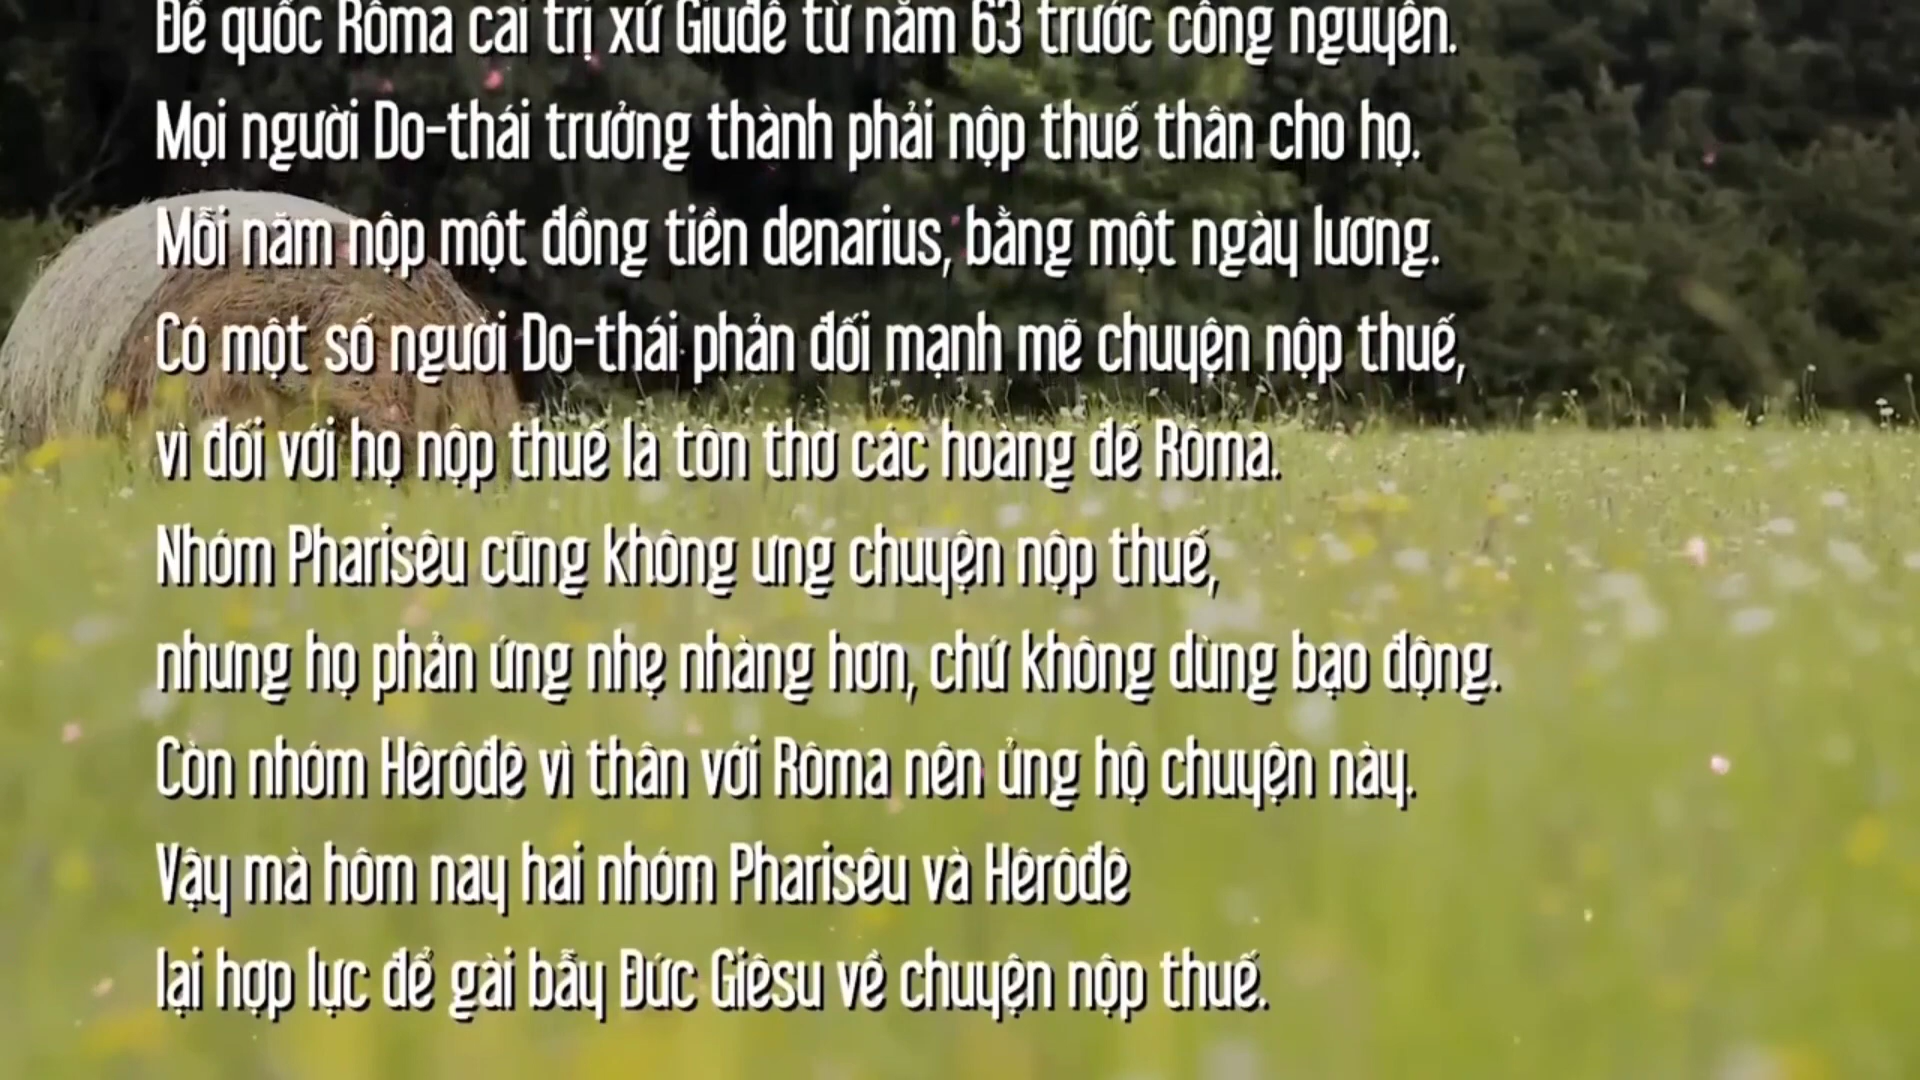 Đế quốc Rôma cai trị xứ Giuđê từ năm 63 trước công nguyên.
Mọi người Do-thái trưởng thành phải nộp thuế thân cho họ.
Mỗi năm nộp một đồng tiền denarius, bằng một ngày lương.
Có một số người Do-thái phản đối mạnh mẽ chuyện nộp thuế,
vì đối với họ nộp thuế là tôn thờ các hoàng đế Rôma.
Nhóm Pharisêu cũng không ưng chuyện nộp thuế,
nhưng họ phản ứng nhẹ nhàng hơn, chứ không dùng bạo động.
Còn nhóm Hêrôđê vì thân với Rôma nên ủng hộ chuyện này.
Vậy mà hôm nay hai nhóm Pharisêu và Hêrôđê
lại hợp lực để gài bẫy Đức Giêsu về chuyện nộp thuế.